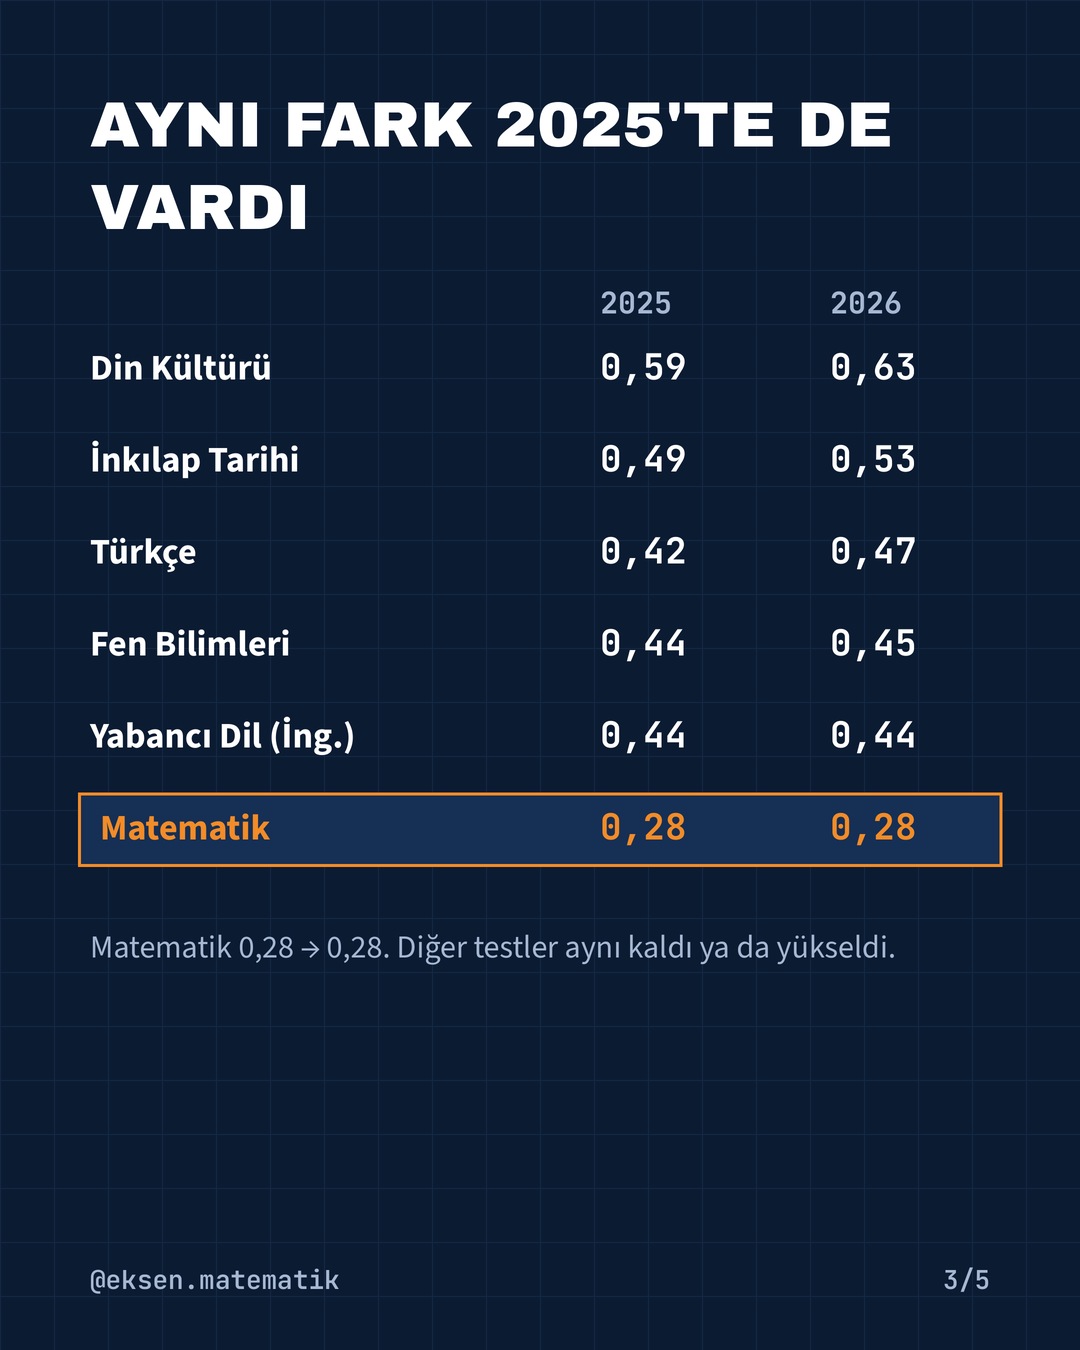 AYNI FARK 2025'TE DE
VARDI
2025 2026
Din Kültürü 0,59 0,63
İnkılap Tarihi 0,49 0,53
Türkçe 0,42 0,47
Fen Bilimleri 0,44 0,45
Yabancı Dil (İng.) 0,44 0,44
Matematik 0,28 0,28
Matematik 0,28 → 0,28. Diğer testler aynı kaldı ya da yükseldi.
@eksen.matematik 3/5